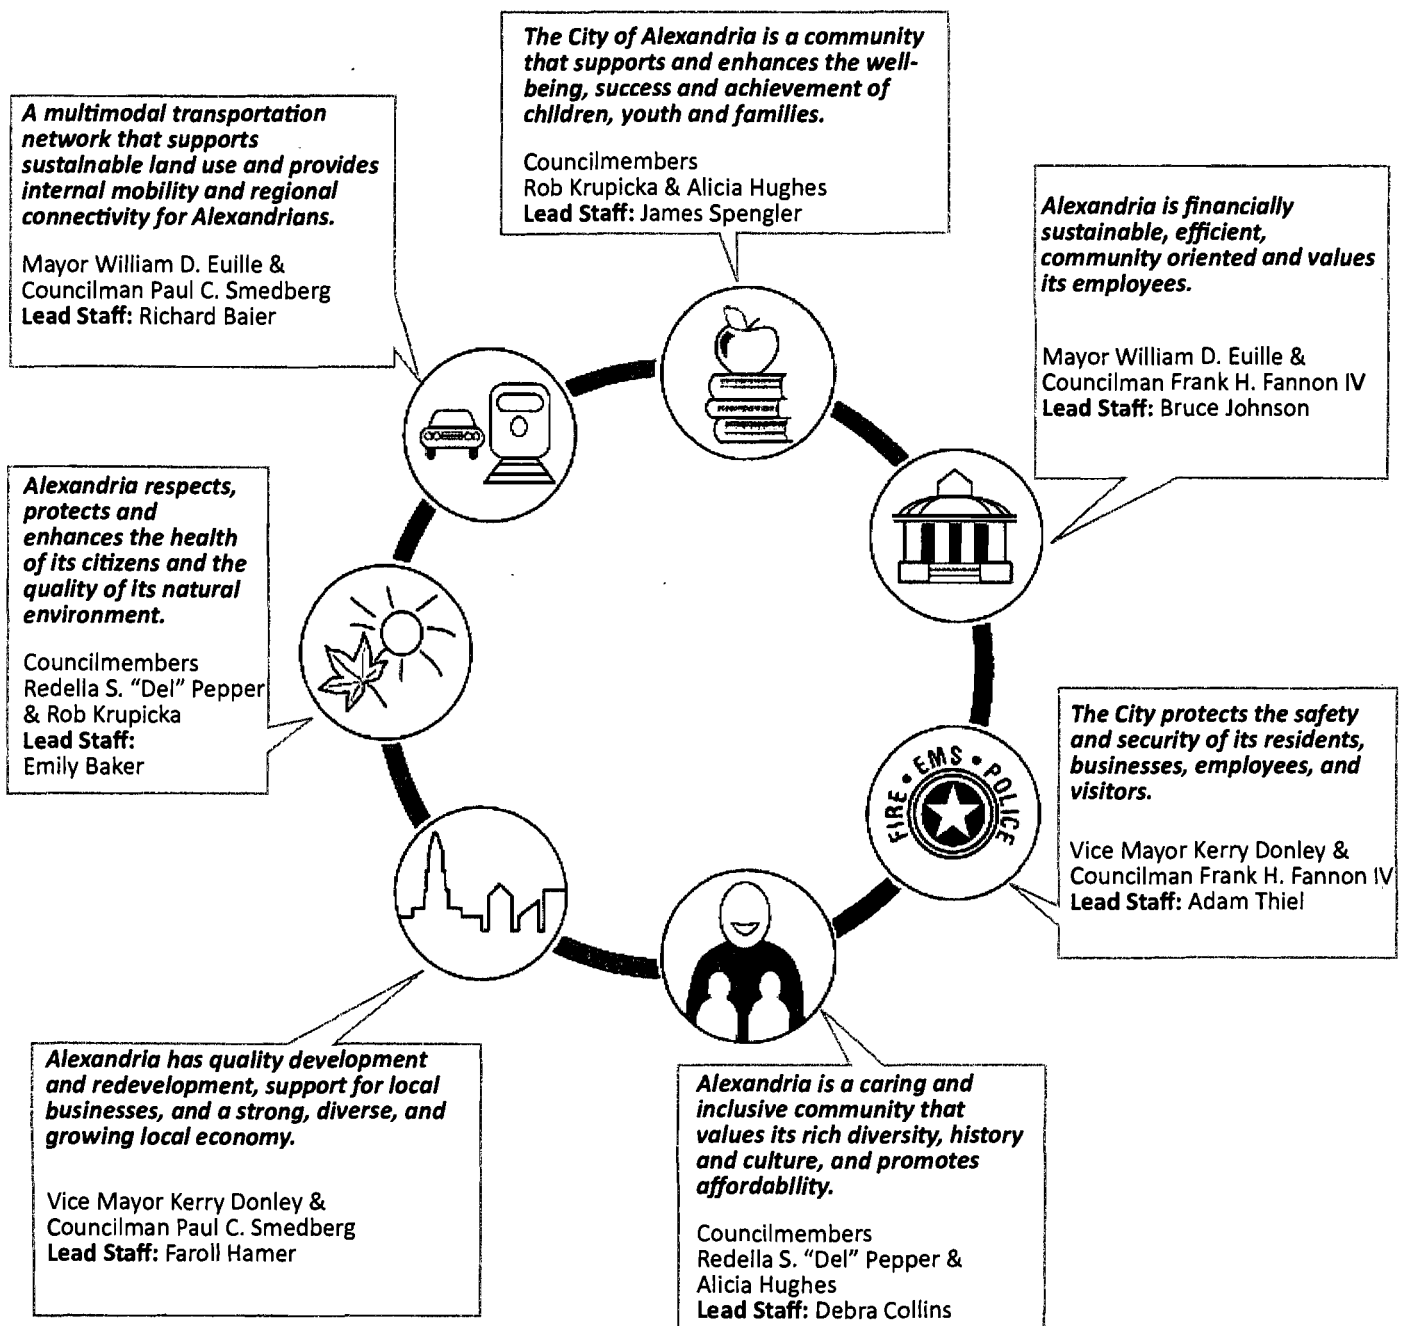 The City of Alexandria is a community
that supports and enhances the well-
being, success and achievement of
children, youth and families.
Councilmembers
Rob Krupicka & Alicia Hughes
Lead Staff: James Spengler
A multimodal transportation
network that supports
sustainable land use and provides
internal mobility and regional
connectivity for Alexandrians.
Mayor William D. Euille &
Councilman Paul C. Smedberg
Lead Staff: Richard Baier
Alexandria is financially
sustainable, efficient,
community oriented and values
its employees.
Mayor William D. Euille &
Councilman Frank H. Fannon IV
Lead Staff: Bruce Johnson
Alexandria respects,
protects and
enhances the health
of its citizens and the
quality of its natural
environment.
Councilmembers
Redella S. “Del” Pepper
& Rob Krupicka
Lead Staff:
Emily Baker
The City protects the safety
and security of its residents,
businesses, employees, and
visitors.
Vice Mayor Kerry Donley &
Councilman Frank H. Fannon IV
Lead Staff: Adam Thiel
FIRE • EMS • POLICE
Alexandria has quality development
and redevelopment, support for local
businesses, and a strong, diverse, and
growing local economy.
Vice Mayor Kerry Donley &
Councilman Paul C. Smedberg
Lead Staff: Faroll Hamer
Alexandria is a caring and
inclusive community that
values its rich diversity, history
and culture, and promotes
affordability.
Councilmembers
Redella S. “Del” Pepper &
Alicia Hughes
Lead Staff: Debra Collins